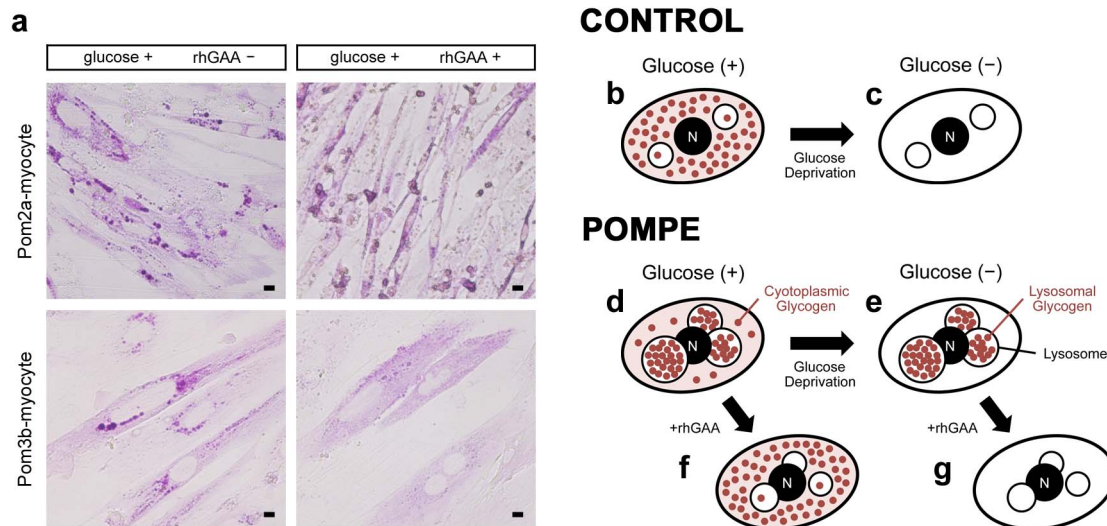 a
glucose + rhGAA −
glucose + rhGAA +
Pom2a-myocyte
Pom3b-myocyte
CONTROL
Glucose (+)
Glucose (−)
b
N
Glucose
Deprivation
c
N
POMPE
Glucose (+)
Glucose (−)
d
Cyotoplasmic
Glycogen
N
Glucose
Deprivation
e
Lysosomal
Glycogen
N
Lysosome
+rhGAA
f
N
+rhGAA
g
N